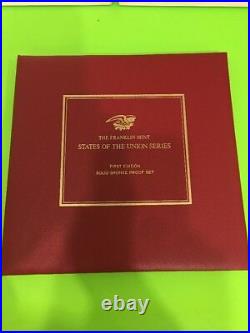 THE FRANKLIN MINT
STATES OF THE UNION SERIES
FIRST EDITION
SOLID BRONZE PROOF SET